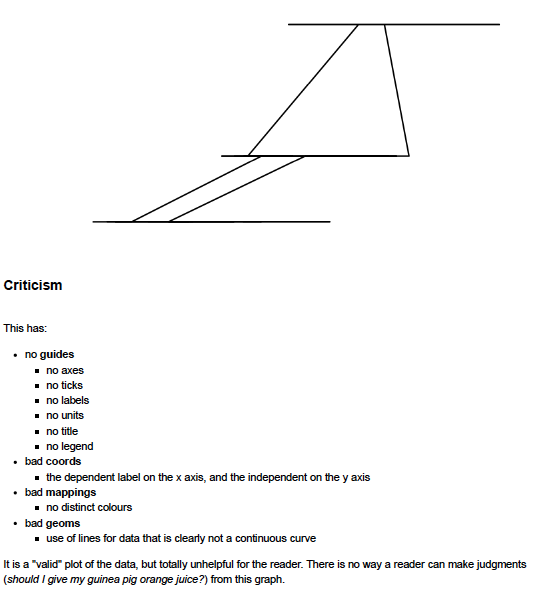 Criticism
This has:
• no guides
▪ no axes
▪ no ticks
▪ no labels
▪ no units
▪ no title
▪ no legend
• bad coords
▪ the dependent label on the x axis, and the independent on the y axis
• bad mappings
▪ no distinct colours
• bad geoms
▪ use of lines for data that is clearly not a continuous curve
It is a "valid" plot of the data, but totally unhelpful for the reader. There is no way a reader can make judgments
(should I give my guinea pig orange juice?) from this graph.